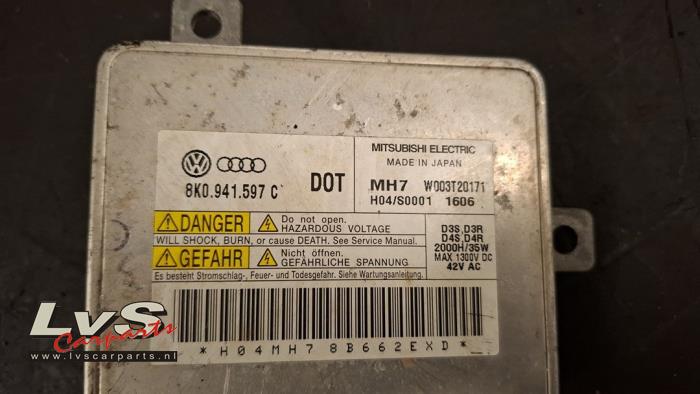 MITSUBISHI ELECTRIC
MADE IN JAPAN
8K0.941.597 C DOT
MH7 W003T20171
H04/S0001 1606
DANGER Do not open.
HAZARDOUS VOLTAGE
WILL SHOCK, BURN, or cause DEATH. See Service Manual.
GEFAHR Nicht öffnen.
GEFÄHRLICHE SPANNUNG
Es besteht Stromschlag-, Feuer- und Todesgefahr. Siehe Wartungsanleitung.
D3S,D3R
D4S,D4R
2000H/35W
MAX 1300V DC
42V AC
*H04MH7 8B662EXD*
LvS
Carparts
www.lvscarparts.nl